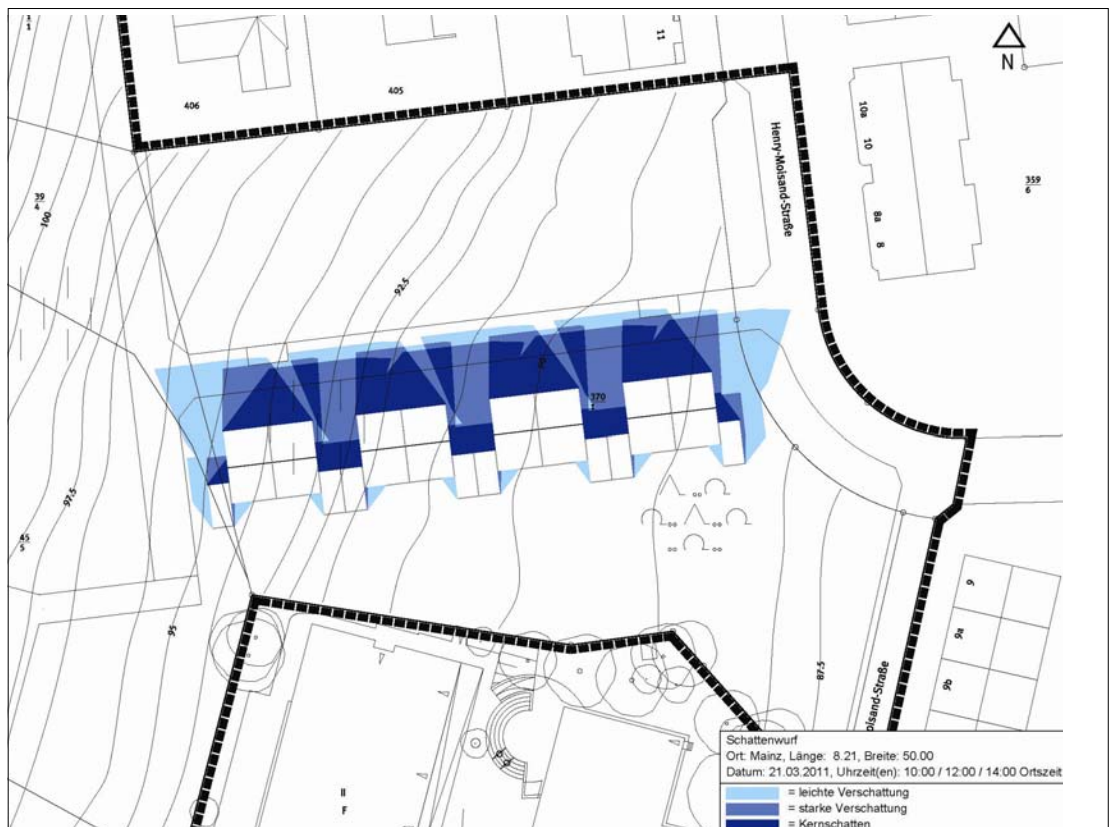 11
N
406
405
10a
10
8a
8
359
6
Henry-Moisand-Straße
39
4
100
92.5
90
370
97.5
45
5
95
87.5
9
9a
9b
oisand-Straße
II
F
Schattenwurf
Ort: Mainz, Länge: 8.21, Breite: 50.00
Datum: 21.03.2011, Uhrzeit(en): 10:00 / 12:00 / 14:00 Ortszeit
= leichte Verschattung
= starke Verschattung
= Kernschatten